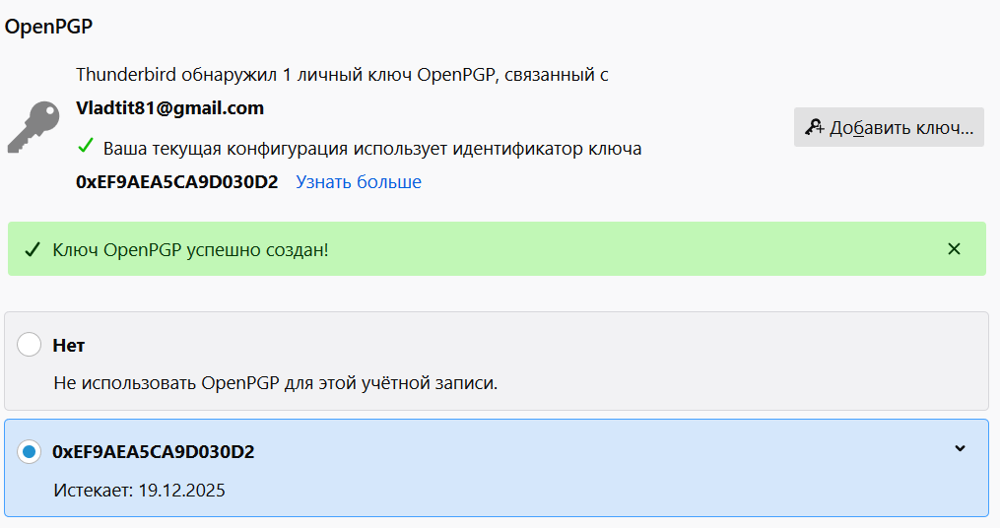 OpenPGP
Thunderbird обнаружил 1 личный ключ OpenPGP, связанный с
Vladtit81@gmail.com
Добавить ключ...
Ваша текущая конфигурация использует идентификатор ключа
0xEF9AEA5CA9D030D2 Узнать больше
Ключ OpenPGP успешно создан!
Нет
Не использовать OpenPGP для этой учётной записи.
0xEF9AEA5CA9D030D2
Истекает: 19.12.2025